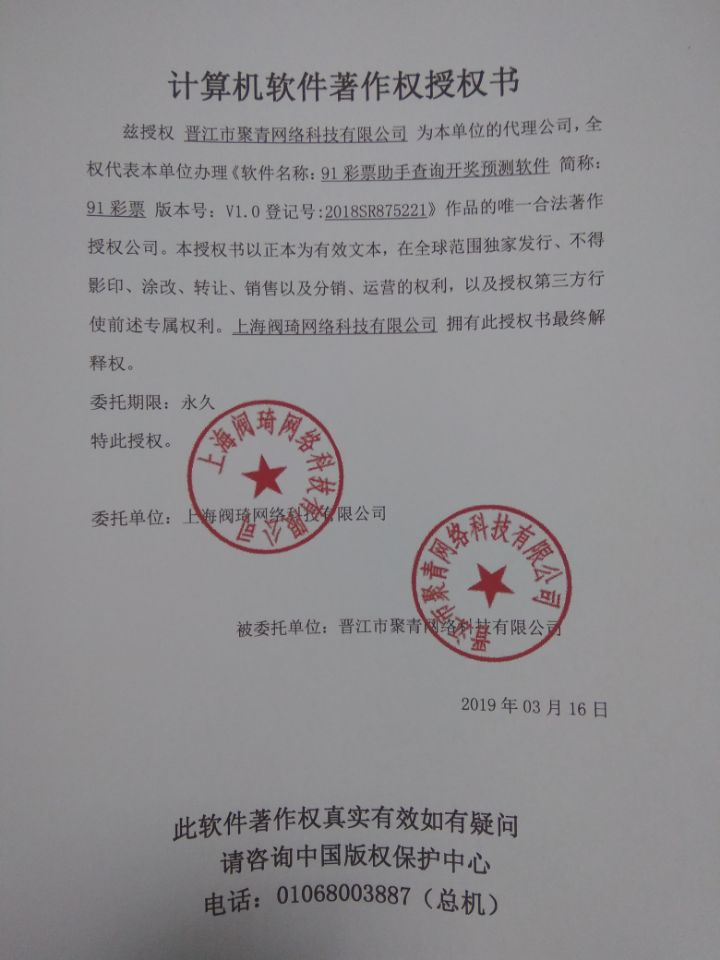 计算机软件著作权授权书
兹授权 晋江市聚青网络科技有限公司 为本单位的代理公司，全
权代表本单位办理《软件名称：91 彩票助手查询开奖预测软件 简称：
91 彩票 版本号：V1.0 登记号:2018SR875221》作品的唯一合法著作
授权公司。本授权书以正本为有效文本，在全球范围独家发行、不得
影印、涂改、转让、销售以及分销、运营的权利，以及授权第三方行
使前述专属权利。上海阀琦网络科技有限公司 拥有此授权书最终解
释权。
委托期限：永久
特此授权。
上海阀琦网络科技有限公司
委托单位：上海阀琦网络科技有限公司
晋江市聚青网络科技有限公司
被委托单位：晋江市聚青网络科技有限公司
2019 年 03 月 16 日
此软件著作权真实有效如有疑问
请咨询中国版权保护中心
电话：01068003887（总机）